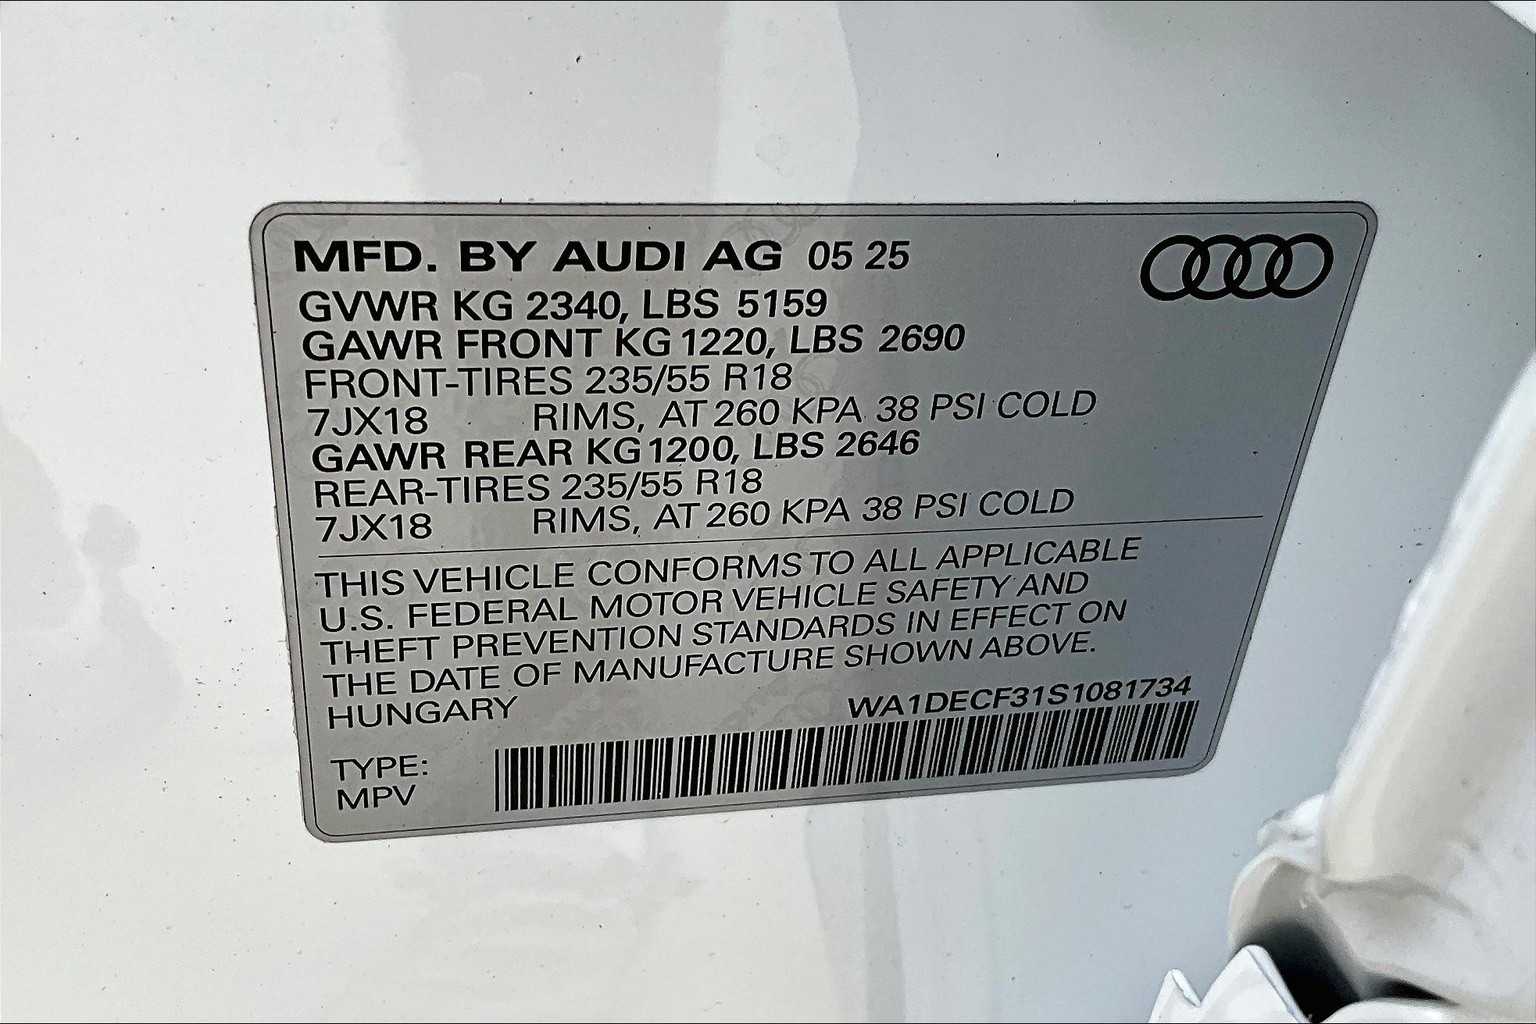 MFD. BY AUDI AG 05 25
GVWR KG 2340, LBS 5159
GAWR FRONT KG 1220, LBS 2690
FRONT-TIRES 235/55 R18
7JX18 RIMS, AT 260 KPA 38 PSI COLD
GAWR REAR KG 1200, LBS 2646
REAR-TIRES 235/55 R18
7JX18 RIMS, AT 260 KPA 38 PSI COLD
THIS VEHICLE CONFORMS TO ALL APPLICABLE
U.S. FEDERAL MOTOR VEHICLE SAFETY AND
THEFT PREVENTION STANDARDS IN EFFECT ON
THE DATE OF MANUFACTURE SHOWN ABOVE.
HUNGARY WA1DECF31S1081734
TYPE:
MPV